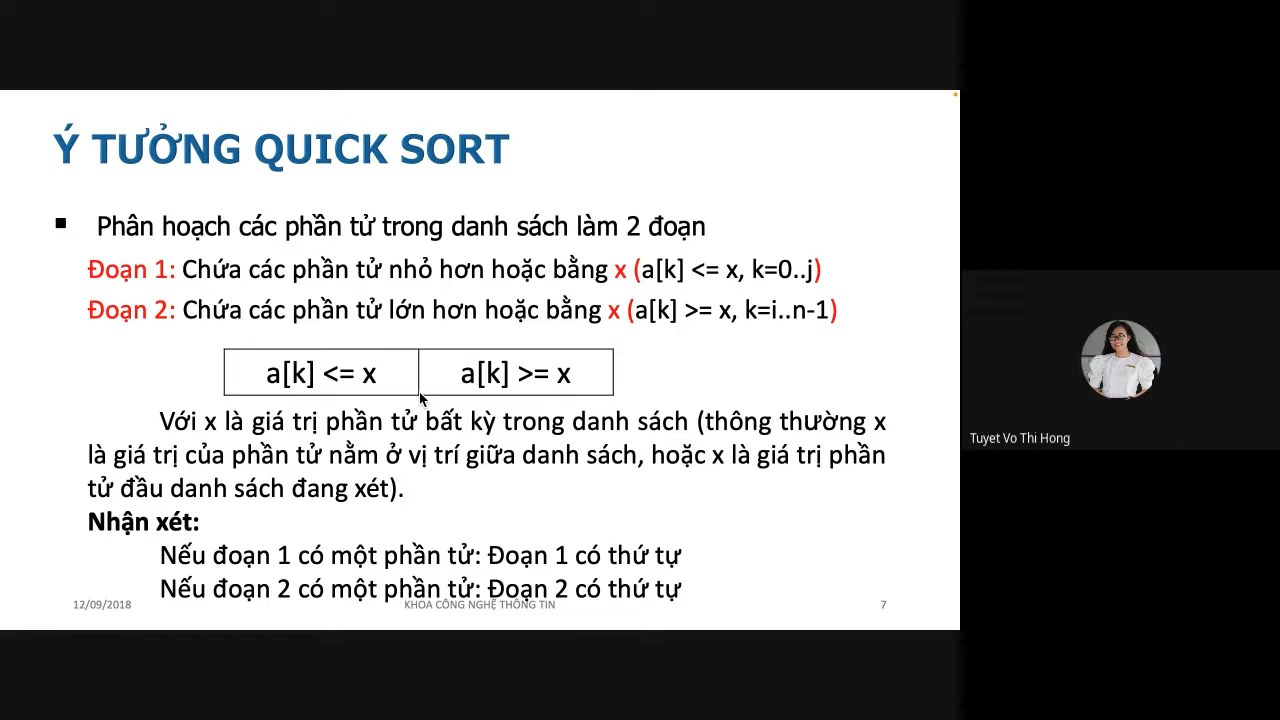 Ý TƯỞNG QUICK SORT
▪ Phân hoạch các phần tử trong danh sách làm 2 đoạn
Đoạn 1: Chứa các phần tử nhỏ hơn hoặc bằng x (a[k] <= x, k=0..j)
Đoạn 2: Chứa các phần tử lớn hơn hoặc bằng x (a[k] >= x, k=i..n-1)
a[k] <= x a[k] >= x
Với x là giá trị phần tử bất kỳ trong danh sách (thông thường x
là giá trị của phần tử nằm ở vị trí giữa danh sách, hoặc x là giá trị phần
tử đầu danh sách đang xét).
Nhận xét:
Nếu đoạn 1 có một phần tử: Đoạn 1 có thứ tự
Nếu đoạn 2 có một phần tử: Đoạn 2 có thứ tự
12/09/2018 KHOA CÔNG NGHỆ THÔNG TIN 7
Tuyet Vo Thi Hong